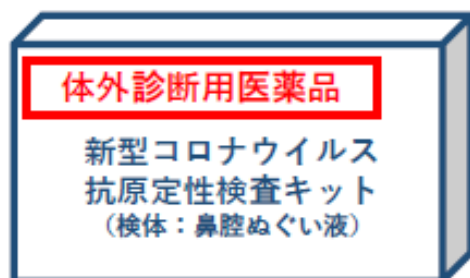 体外診断用医薬品
新型コロナウイルス
抗原定性検査キット
（検体：鼻腔ぬぐい液）